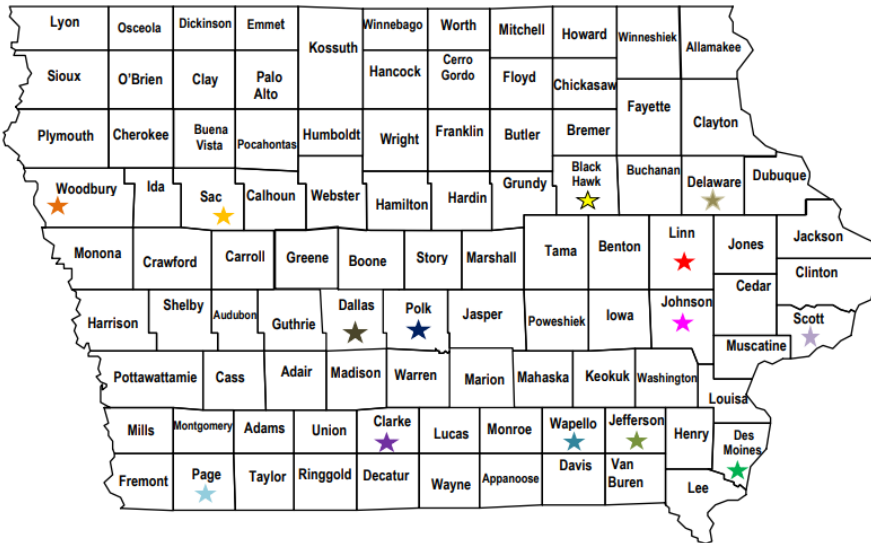 Lyon
Osceola
Dickinson
Emmet
Kossuth
Winnebago
Worth
Mitchell
Howard
Winneshiek
Allamakee
Sioux
O'Brien
Clay
Palo
Alto
Hancock
Cerro
Gordo
Floyd
Chickasaw
Fayette
Clayton
Plymouth
Cherokee
Buena
Vista
Pocahontas
Humboldt
Wright
Franklin
Butler
Bremer
Woodbury
Ida
Sac
Calhoun
Webster
Hamilton
Hardin
Grundy
Black
Hawk
Buchanan
Delaware
Dubuque
Monona
Crawford
Carroll
Greene
Boone
Story
Marshall
Tama
Benton
Linn
Jones
Jackson
Clinton
Cedar
Harrison
Shelby
Audubon
Guthrie
Dallas
Polk
Jasper
Poweshiek
Iowa
Johnson
Scott
Muscatine
Pottawattamie
Cass
Adair
Madison
Warren
Marion
Mahaska
Keokuk
Washington
Louisa
Mills
Montgomery
Adams
Union
Clarke
Lucas
Monroe
Wapello
Jefferson
Henry
Des
Moines
Fremont
Page
Taylor
Ringgold
Decatur
Wayne
Appanoose
Davis
Van
Buren
Lee